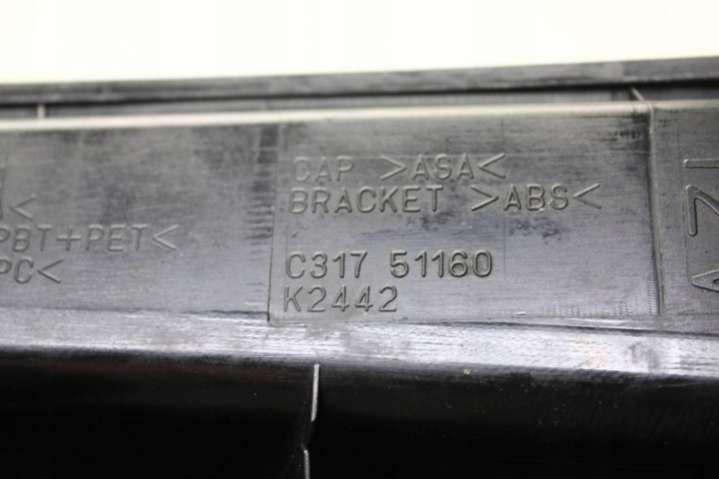 CAP >ASA<
BRACKET >ABS<
C317 51160
K2442
A<
PBT+PET<
PC<